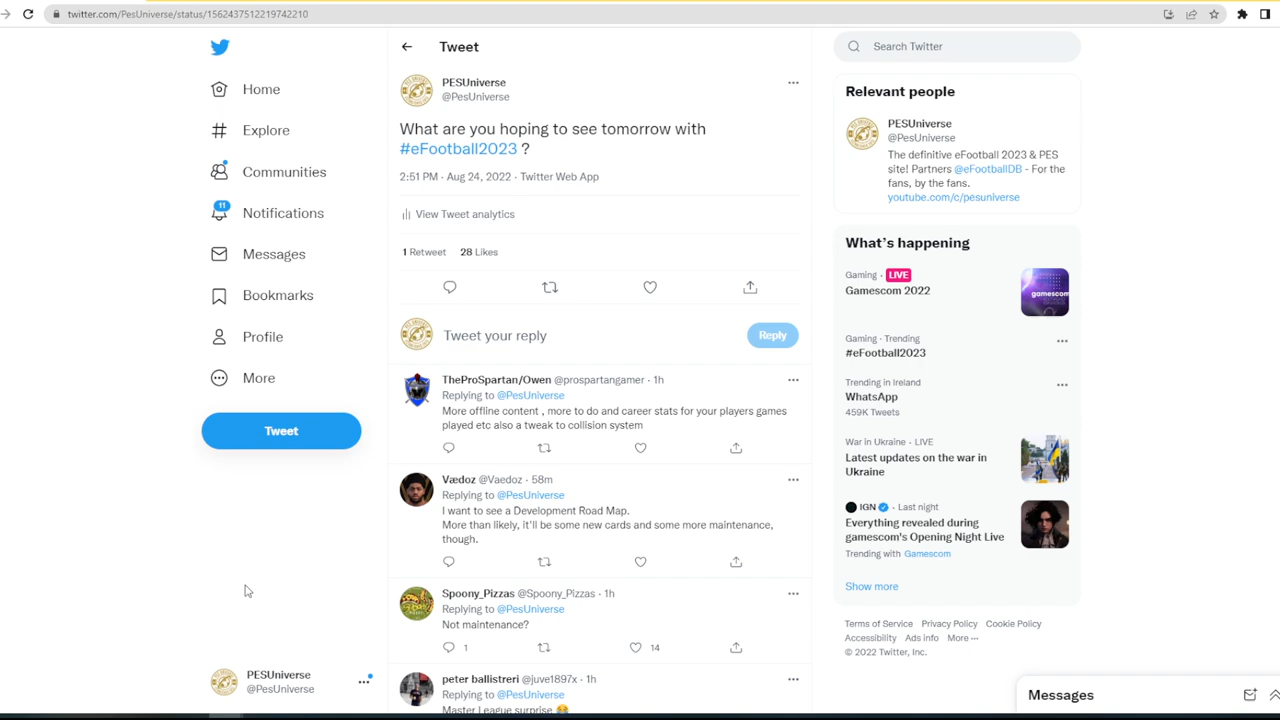 twitter.com/PesUniverse/status/1562437512219742210
Home
Explore
Communities
11
Notifications
Messages
Bookmarks
Profile
More
Tweet
PESUniverse
@PesUniverse
Tweet
PESUniverse
@PesUniverse
What are you hoping to see tomorrow with
#eFootball2023 ?
2:51 PM · Aug 24, 2022 · Twitter Web App
View Tweet analytics
1 Retweet 28 Likes
Tweet your reply
Reply
TheProSpartan/Owen @prospartangamer · 1h
Replying to @PesUniverse
More offline content , more to do and career stats for your players games
played etc also a tweak to collision system
Vædoz @Vaedoz · 58m
Replying to @PesUniverse
I want to see a Development Road Map.
More than likely, it'll be some new cards and some more maintenance,
though.
Spoony_Pizzas @Spoony_Pizzas · 1h
Replying to @PesUniverse
Not maintenance?
1 14
peter ballistreri @juve1897x · 1h
Replying to @PesUniverse
Master League surprise 😂
Search Twitter
Relevant people
PESUniverse
@PesUniverse
The definitive eFootball 2023 & PES
site! Partners @eFootballDB - For the
fans, by the fans.
youtube.com/c/pesuniverse
What's happening
Gaming · LIVE
Gamescom 2022
gamescom
Gaming · Trending
#eFootball2023
Trending in Ireland
WhatsApp
459K Tweets
War in Ukraine · LIVE
Latest updates on the war in
Ukraine
IGN · Last night
Everything revealed during
gamescom's Opening Night Live
Trending with Gamescom
Show more
Terms of Service Privacy Policy Cookie Policy
Accessibility Ads info More ···
© 2022 Twitter, Inc.
Messages